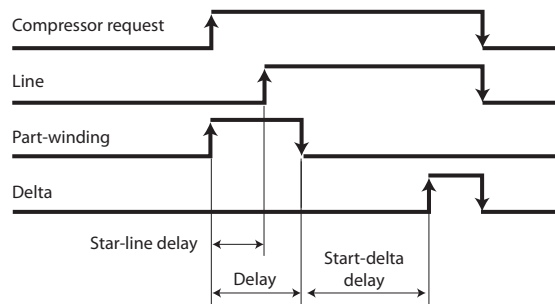 Compressor request
Line
Part-winding
Delta
Star-line delay
Delay
Start-delta
delay